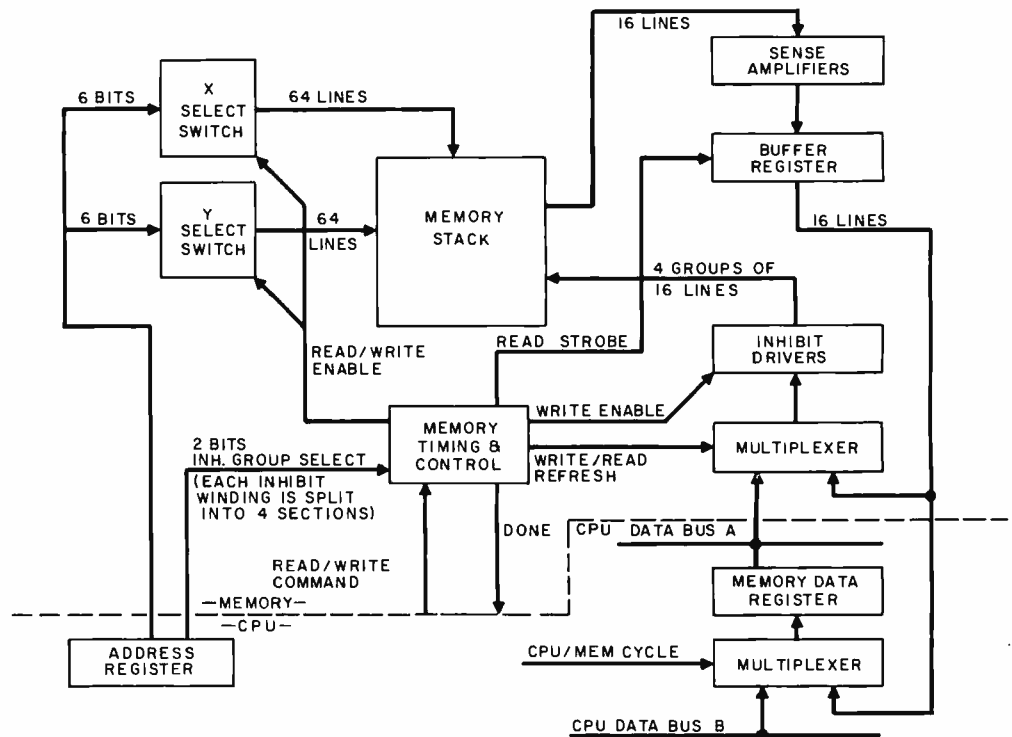 16 LINES
SENSE
AMPLIFIERS
X
SELECT
SWITCH
6 BITS
64 LINES
BUFFER
REGISTER
MEMORY
STACK
Y
SELECT
SWITCH
6 BITS
64
LINES
16 LINES
4 GROUPS OF
16 LINES
INHIBIT
DRIVERS
READ/WRITE
ENABLE
READ STROBE
MEMORY
TIMING &
CONTROL
WRITE ENABLE
WRITE/READ
REFRESH
MULTIPLEXER
2 BITS
INH. GROUP SELECT
(EACH INHIBIT
WINDING IS SPLIT
INTO 4 SECTIONS)
DONE
CPU DATA BUS A
READ/WRITE
COMMAND
MEMORY DATA
REGISTER
—MEMORY—
—CPU—
ADDRESS
REGISTER
CPU/MEM CYCLE
MULTIPLEXER
CPU DATA BUS B